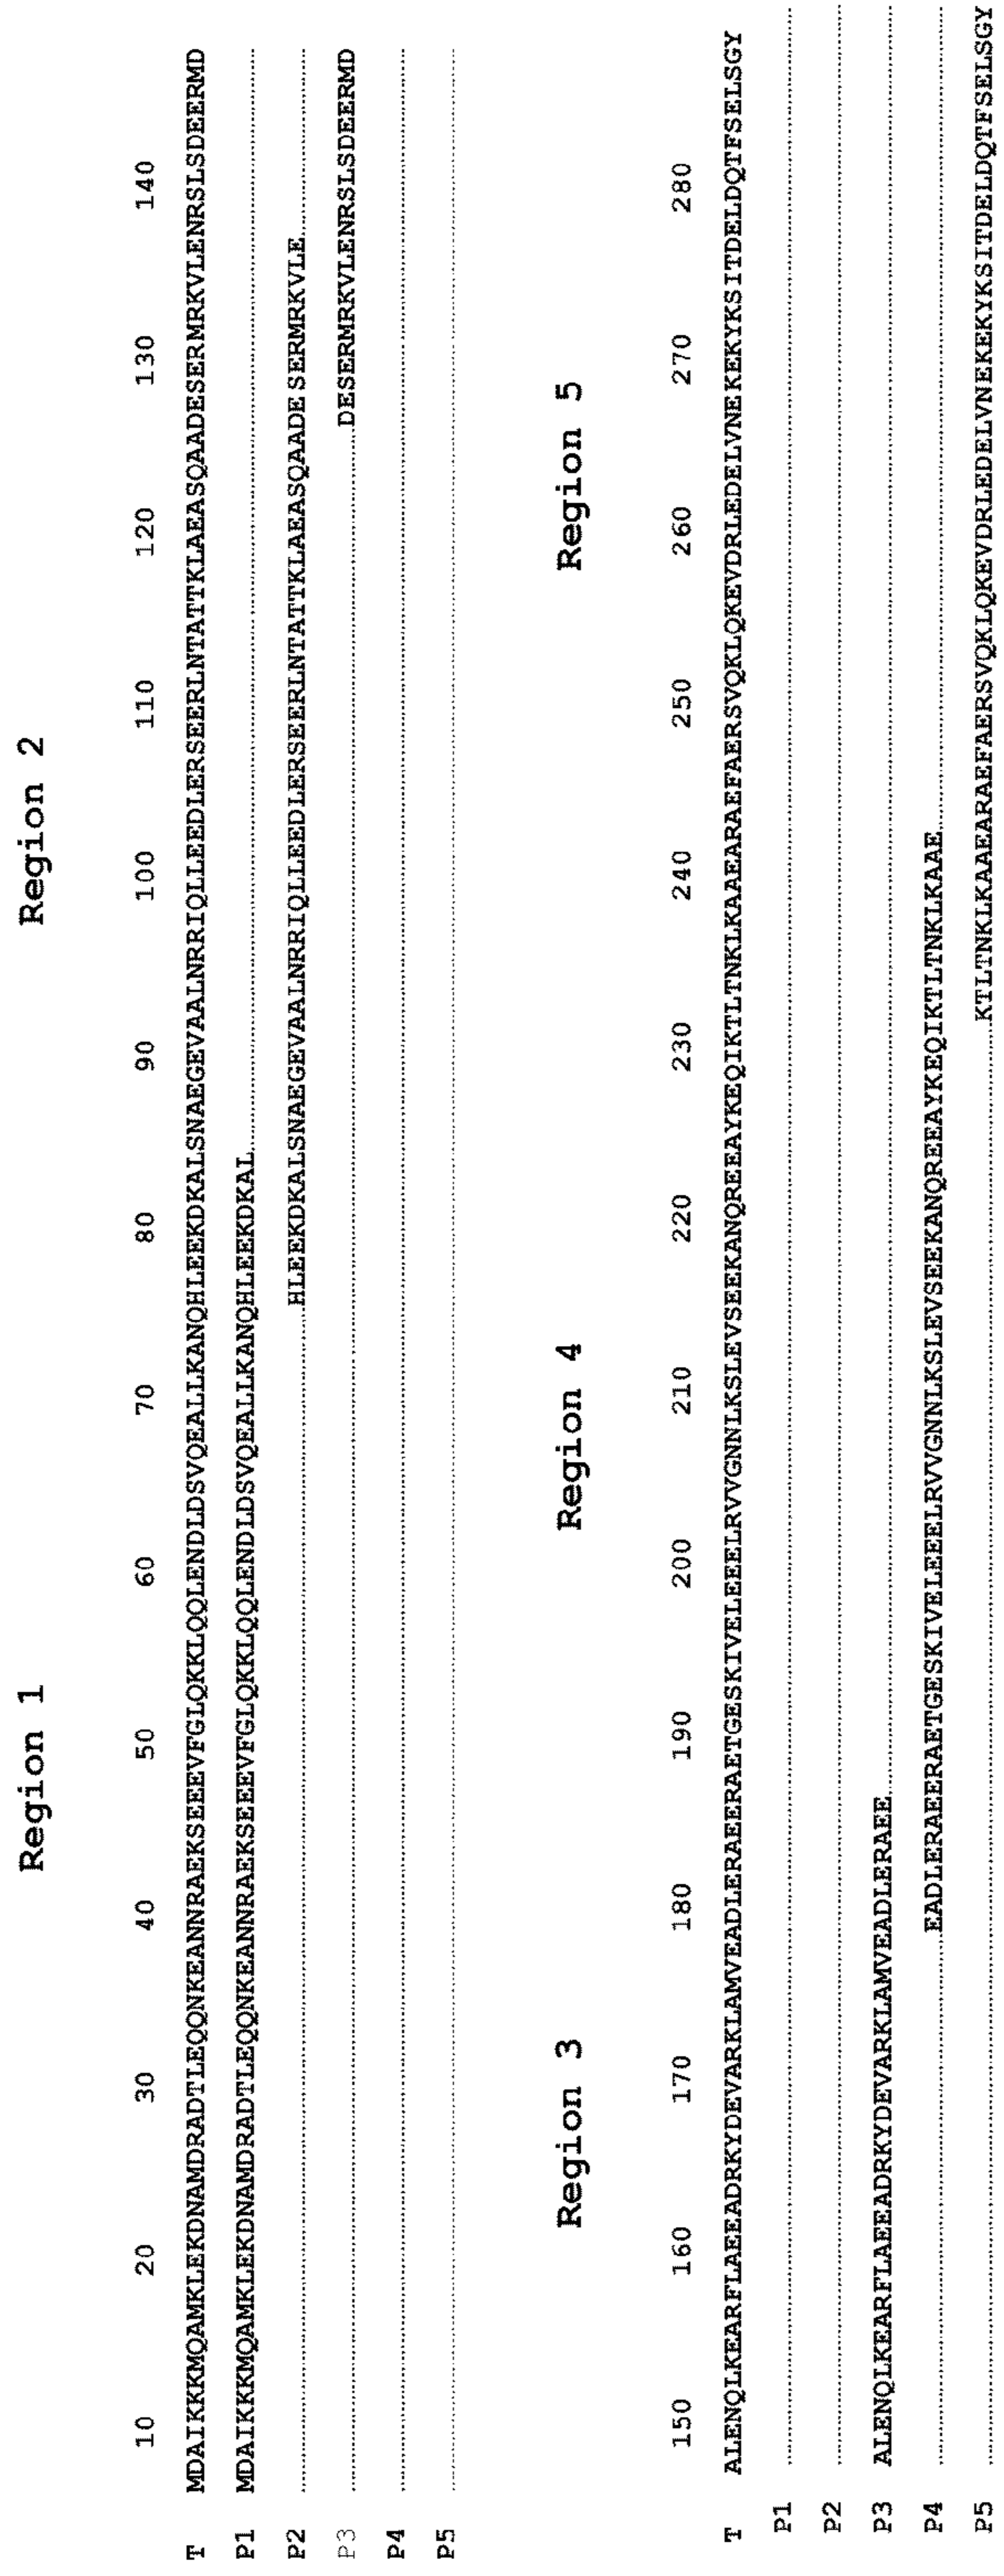 Region 1 Region 2
10 20 30 40 50 60 70 80 90 100 110 120 130 140
T MDAIKKKMQAMKLEKDNAMDRADTLEQQNKEANNRAEKSEEEVFGLQKKLQQLENDLDSVQEALLKANQHLEEKDKALSNAEGEVAALNRRIQLLEEDLERSEERLNTATTKLAEASQAADESERMRKVLENRSLSDEERMD
P1 MDAIKKKMQAMKLEKDNAMDRADTLEQQNKEANNRAEKSEEEVFGLQKKLQQLENDLDSVQEALLKANQHLEEKDKAL..........
P2 ..........HLEEKDKALSNAEGEVAALNRRIQLLEEDLERSEERLNTATTKLAEASQAADE SERMRKVLE..........
P3 ..........DESERMRKVLENRSLSDEERMD
P4 ..........
P5 ..........
Region 3 Region 4 Region 5
150 160 170 180 190 200 210 220 230 240 250 260 270 280
T ALENQLKEARFLAEEADRKYDEVARKLAMVEADLERAEERAETGESKIVELEEELRVVGNNLKSLEVSEEKANQREEAYKEQIKTLTNKLKAAEARAEFAERSVQKLQKEVDRLEDELVNEKEKYKSITDELDQTFSELSGY
P1 ..........
P2 ..........
P3 ALENQLKEARFLAEEADRKYDEVARKLAMVEADLERAEE..........
P4 ..........EADLERAEERAETGESKIVELEEELRVVGNNLKSLEVSEEKANQREEAYKEQIKTLTNKLKAAE..........
P5 ..........KTLTNKLKAAEARAEFAERSVQKLQKEVDRLEDELVNEKEKYKSITDELDQTFSELSGY